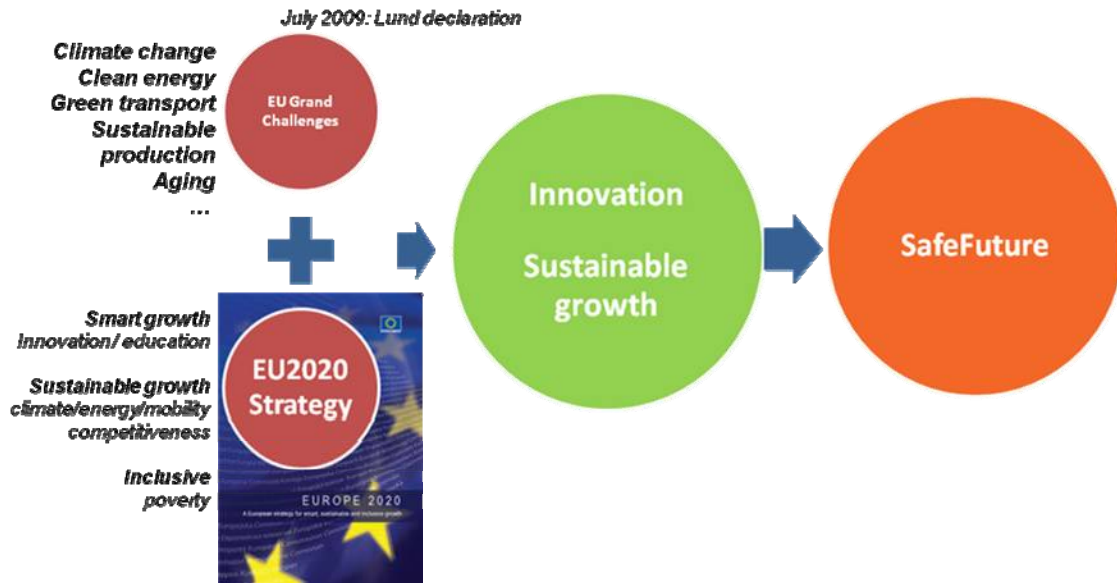 July 2009: Lund declaration
Climate change
Clean energy
Green transport
Sustainable
production
Aging
...
EU Grand
Challenges
Innovation
Sustainable
growth
SafeFuture
Smart growth
Innovation/ education
Sustainable growth
climate/energy/mobility
competitiveness
Inclusive
poverty
EU2020
Strategy
EUROPE 2020
A European strategy for smart, sustainable and inclusive growth